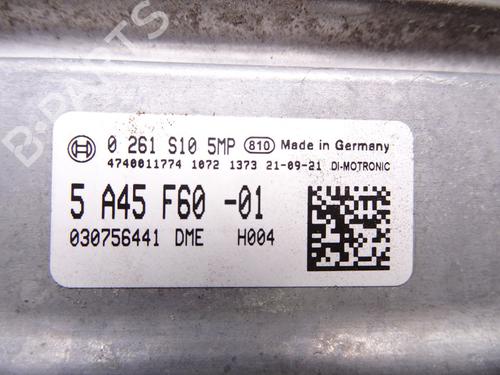 B-PARTS
0 261 S10 5MP 810 Made in Germany
4740011774 1072 1373 21-09-21 DI-MOTRONIC
5 A45 F60 -01
030756441 DME H004